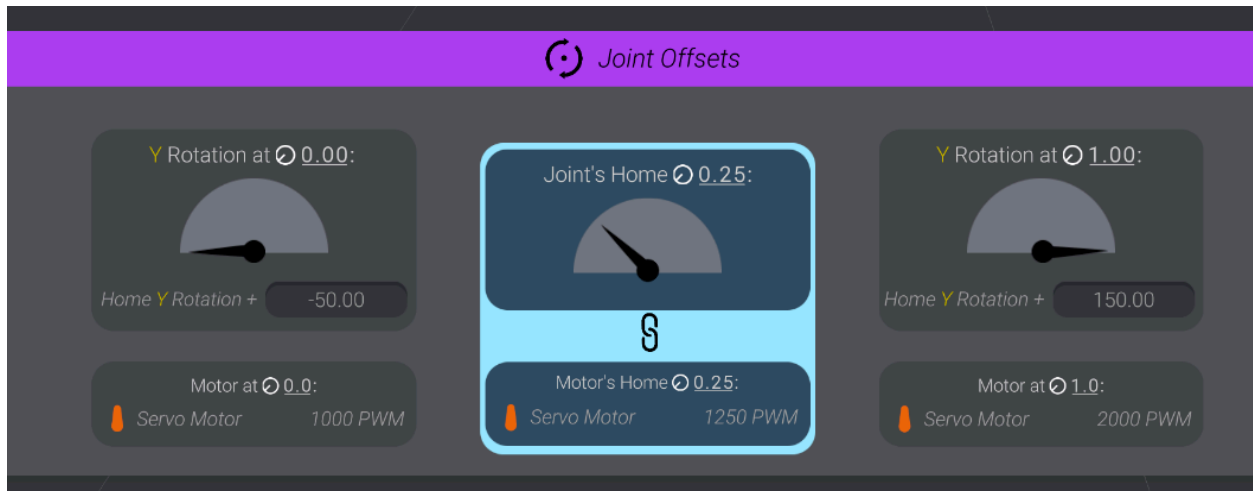 Joint Offsets
Y Rotation at 0.00:
Home Y Rotation + -50.00
Motor at 0.0:
Servo Motor 1000 PWM
Joint's Home 0.25:
Motor's Home 0.25:
Servo Motor 1250 PWM
Y Rotation at 1.00:
Home Y Rotation + 150.00
Motor at 1.0:
Servo Motor 2000 PWM